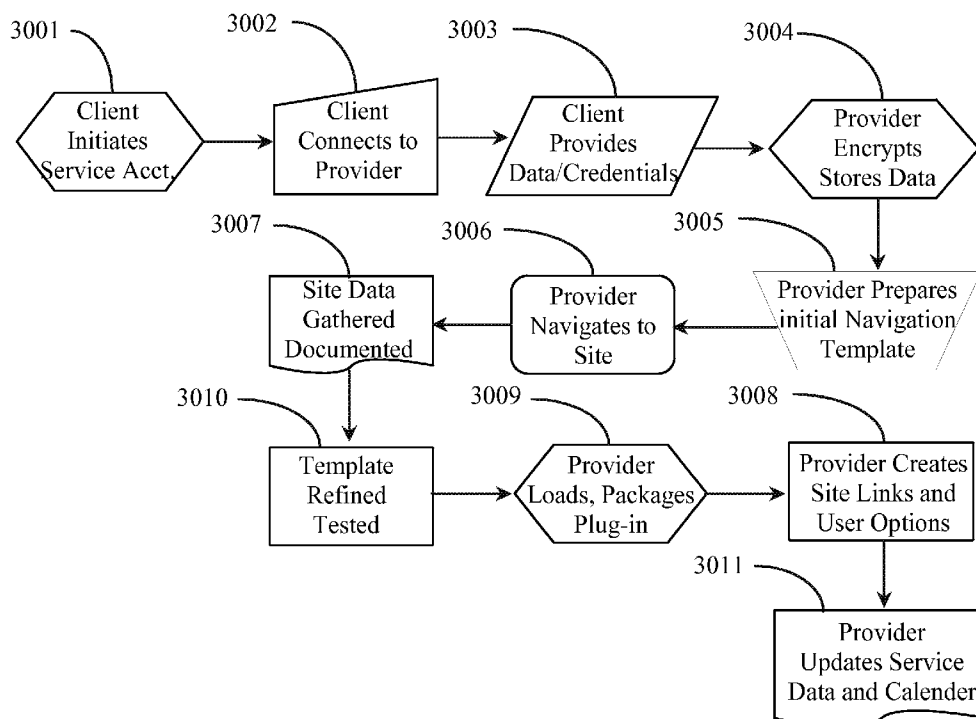 3001
3002
3003
3004
Client
Initiates
Service Acct,
Client
Connects to
Provider
Client
Provides
Data/Credentials
Provider
Encrypts
Stores Data
3007
3006
3005
Site Data
Gathered
Documented
Provider
Navigates to
Site
Provider Prepares
initial Navigation
Template
3010
3009
3008
Template
Refined
Tested
Provider
Loads, Packages
Plug-in
Provider Creates
Site Links and
User Options
3011
Provider
Updates Service
Data and Calender